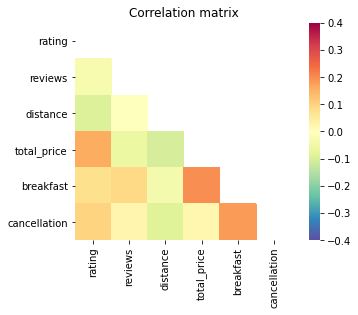 Correlation matrix
rating
reviews
distance
total_price
breakfast
cancellation
rating
reviews
distance
total_price
breakfast
cancellation
0.4
0.3
0.2
0.1
0.0
−0.1
−0.2
−0.3
−0.4